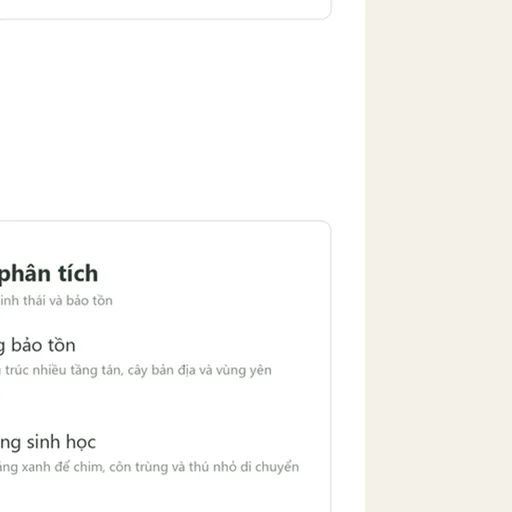 phân tích
inh thái và bảo tồn
g bảo tồn
trúc nhiều tầng tán, cây bản địa và vùng yên
ng sinh học
ng xanh để chim, côn trùng và thú nhỏ di chuyển